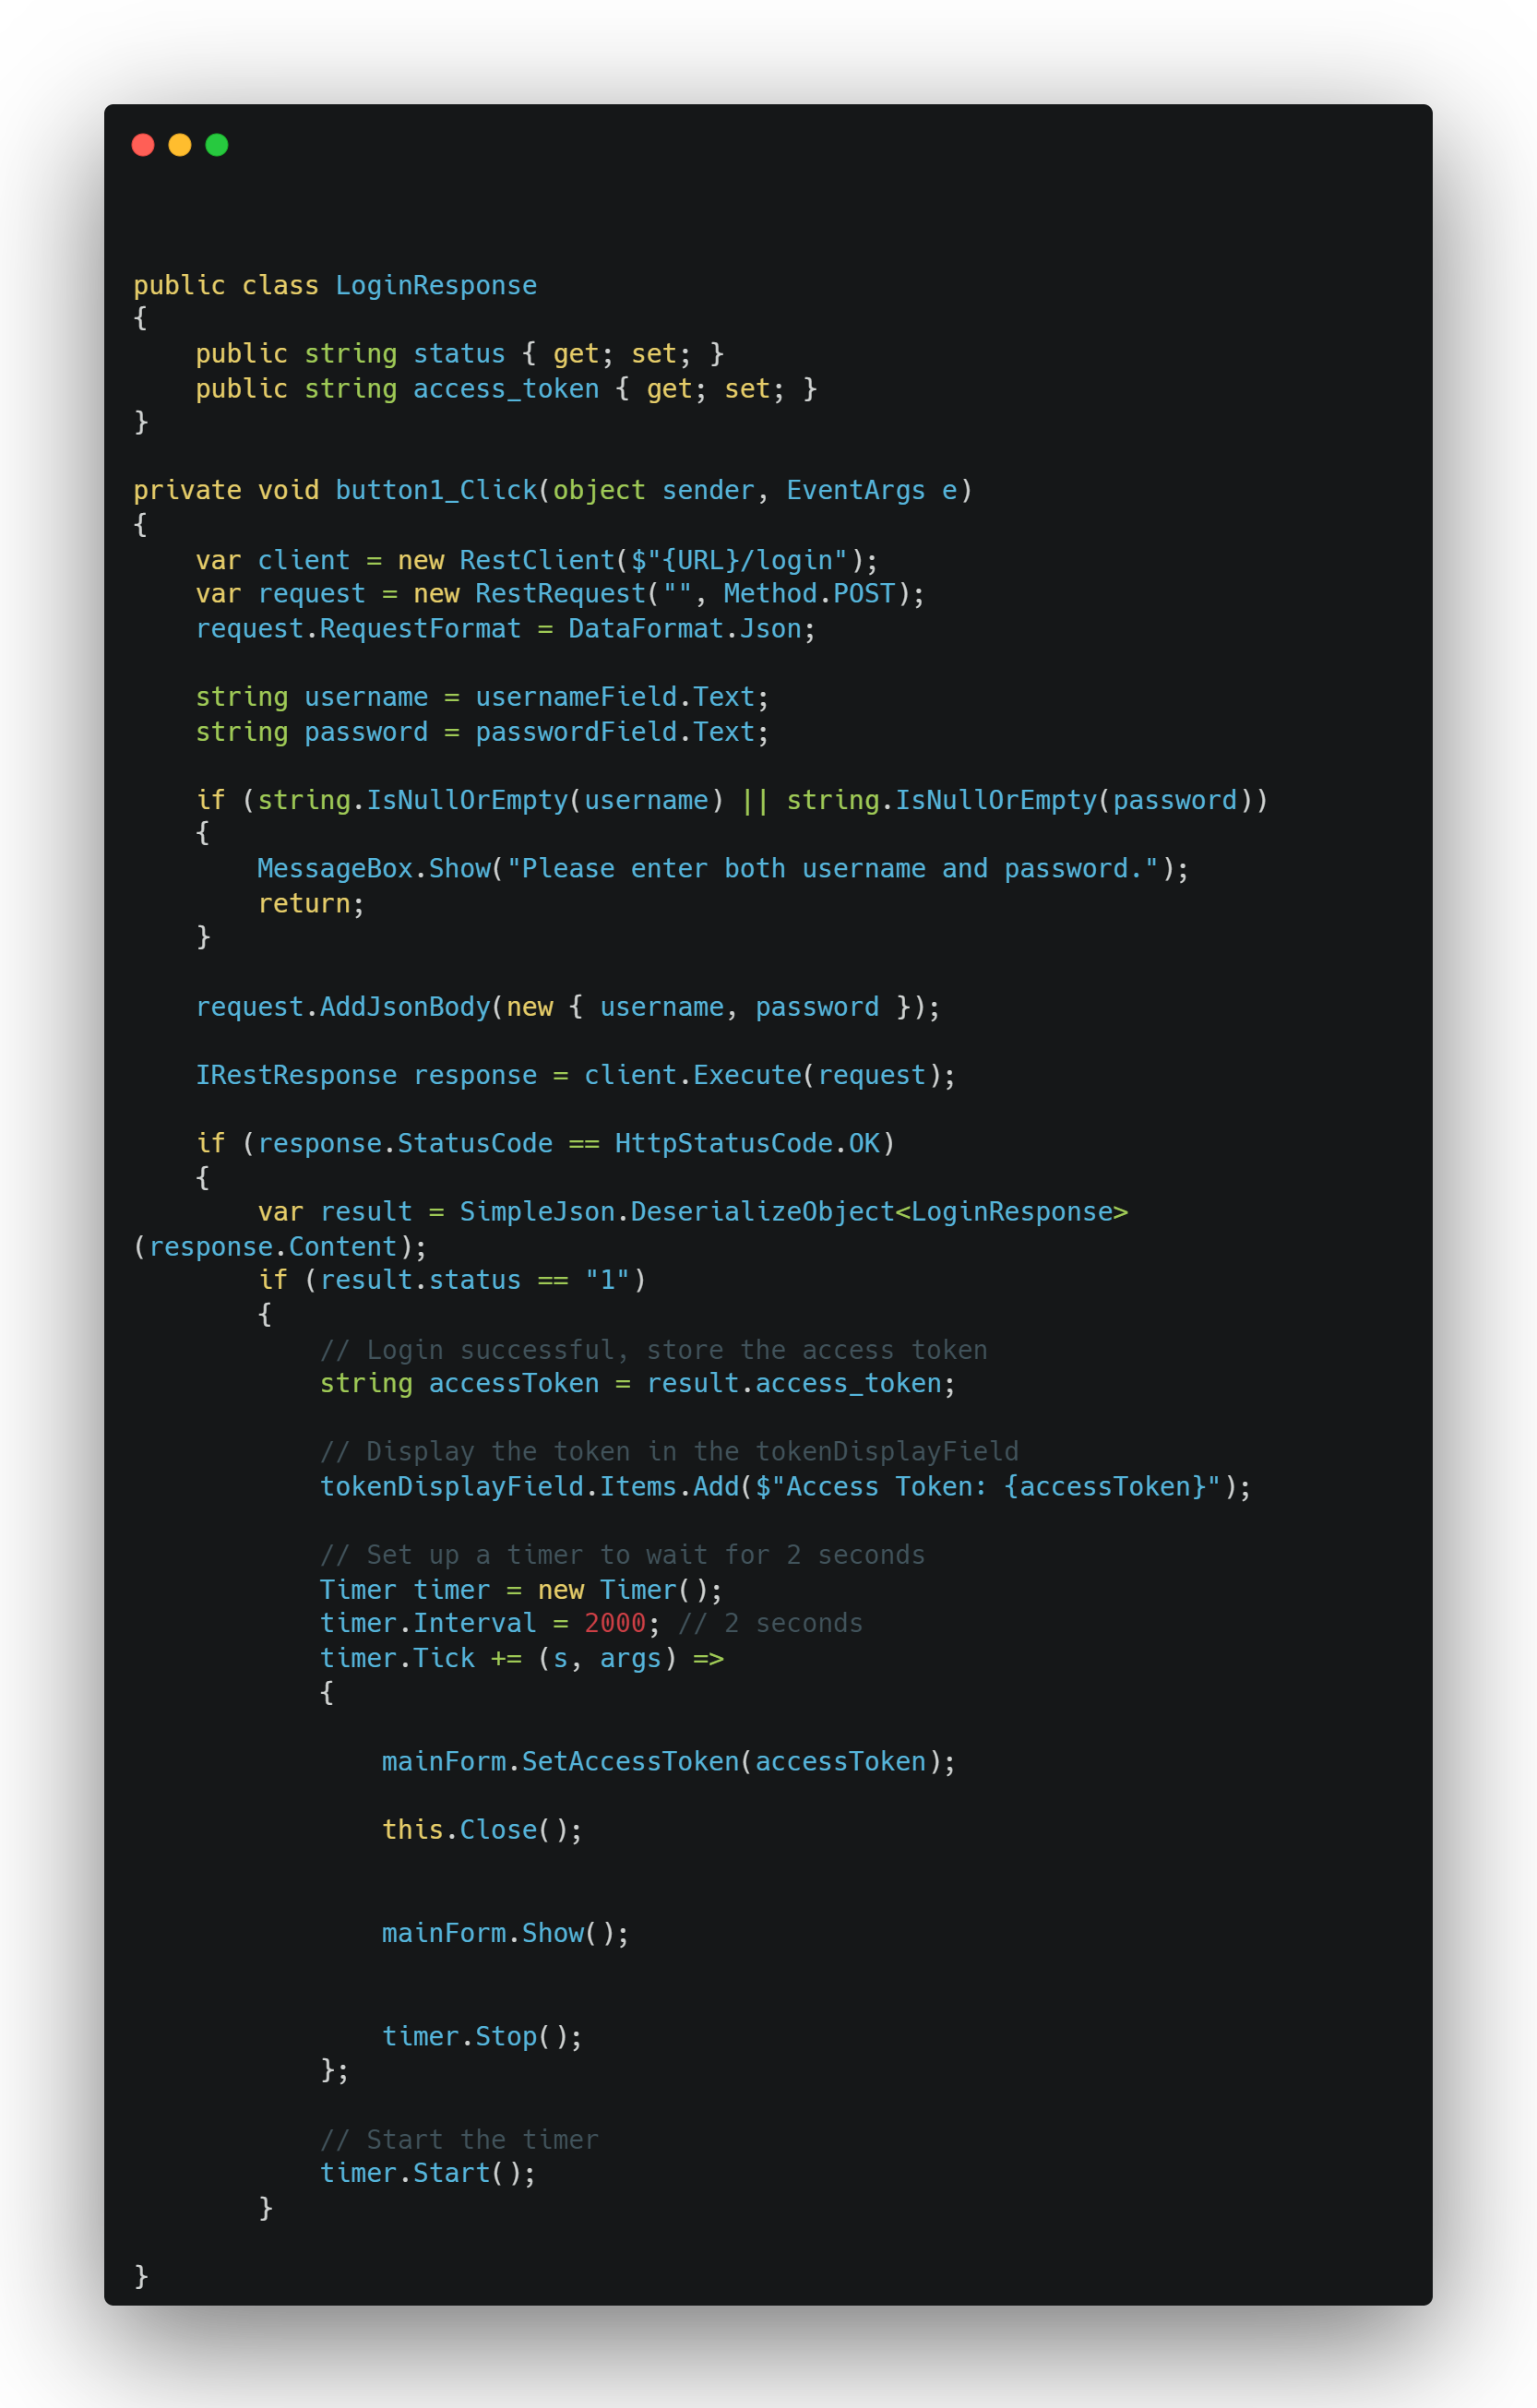 public class LoginResponse
{
    public string status { get; set; }
    public string access_token { get; set; }
}

private void button1_Click(object sender, EventArgs e)
{
    var client = new RestClient($"{URL}/login");
    var request = new RestRequest("", Method.POST);
    request.RequestFormat = DataFormat.Json;

    string username = usernameField.Text;
    string password = passwordField.Text;

    if (string.IsNullOrEmpty(username) || string.IsNullOrEmpty(password))
    {
        MessageBox.Show("Please enter both username and password.");
        return;
    }

    request.AddJsonBody(new { username, password });

    IRestResponse response = client.Execute(request);

    if (response.StatusCode == HttpStatusCode.OK)
    {
        var result = SimpleJson.DeserializeObject<LoginResponse>
(response.Content);
        if (result.status == "1")
        {
            // Login successful, store the access token
            string accessToken = result.access_token;

            // Display the token in the tokenDisplayField
            tokenDisplayField.Items.Add($"Access Token: {accessToken}");

            // Set up a timer to wait for 2 seconds
            Timer timer = new Timer();
            timer.Interval = 2000; // 2 seconds
            timer.Tick += (s, args) =>
            {

                mainForm.SetAccessToken(accessToken);

                this.Close();


                mainForm.Show();


                timer.Stop();
            };

            // Start the timer
            timer.Start();
        }

}